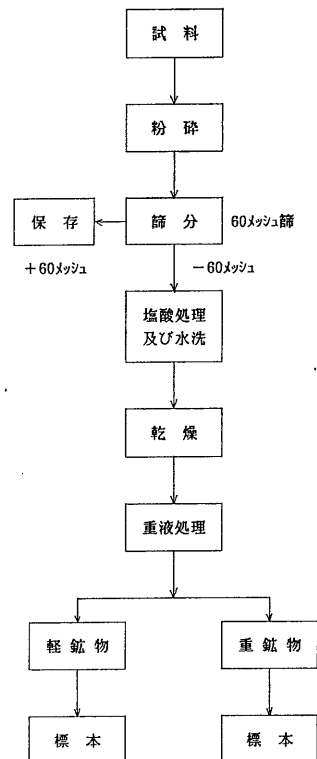 試料
粉砕
保存
篩分
60メッシュ篩
+60メッシュ
-60メッシュ
塩酸処理
及び水洗
乾燥
重液処理
軽鉱物
重鉱物
標本
標本